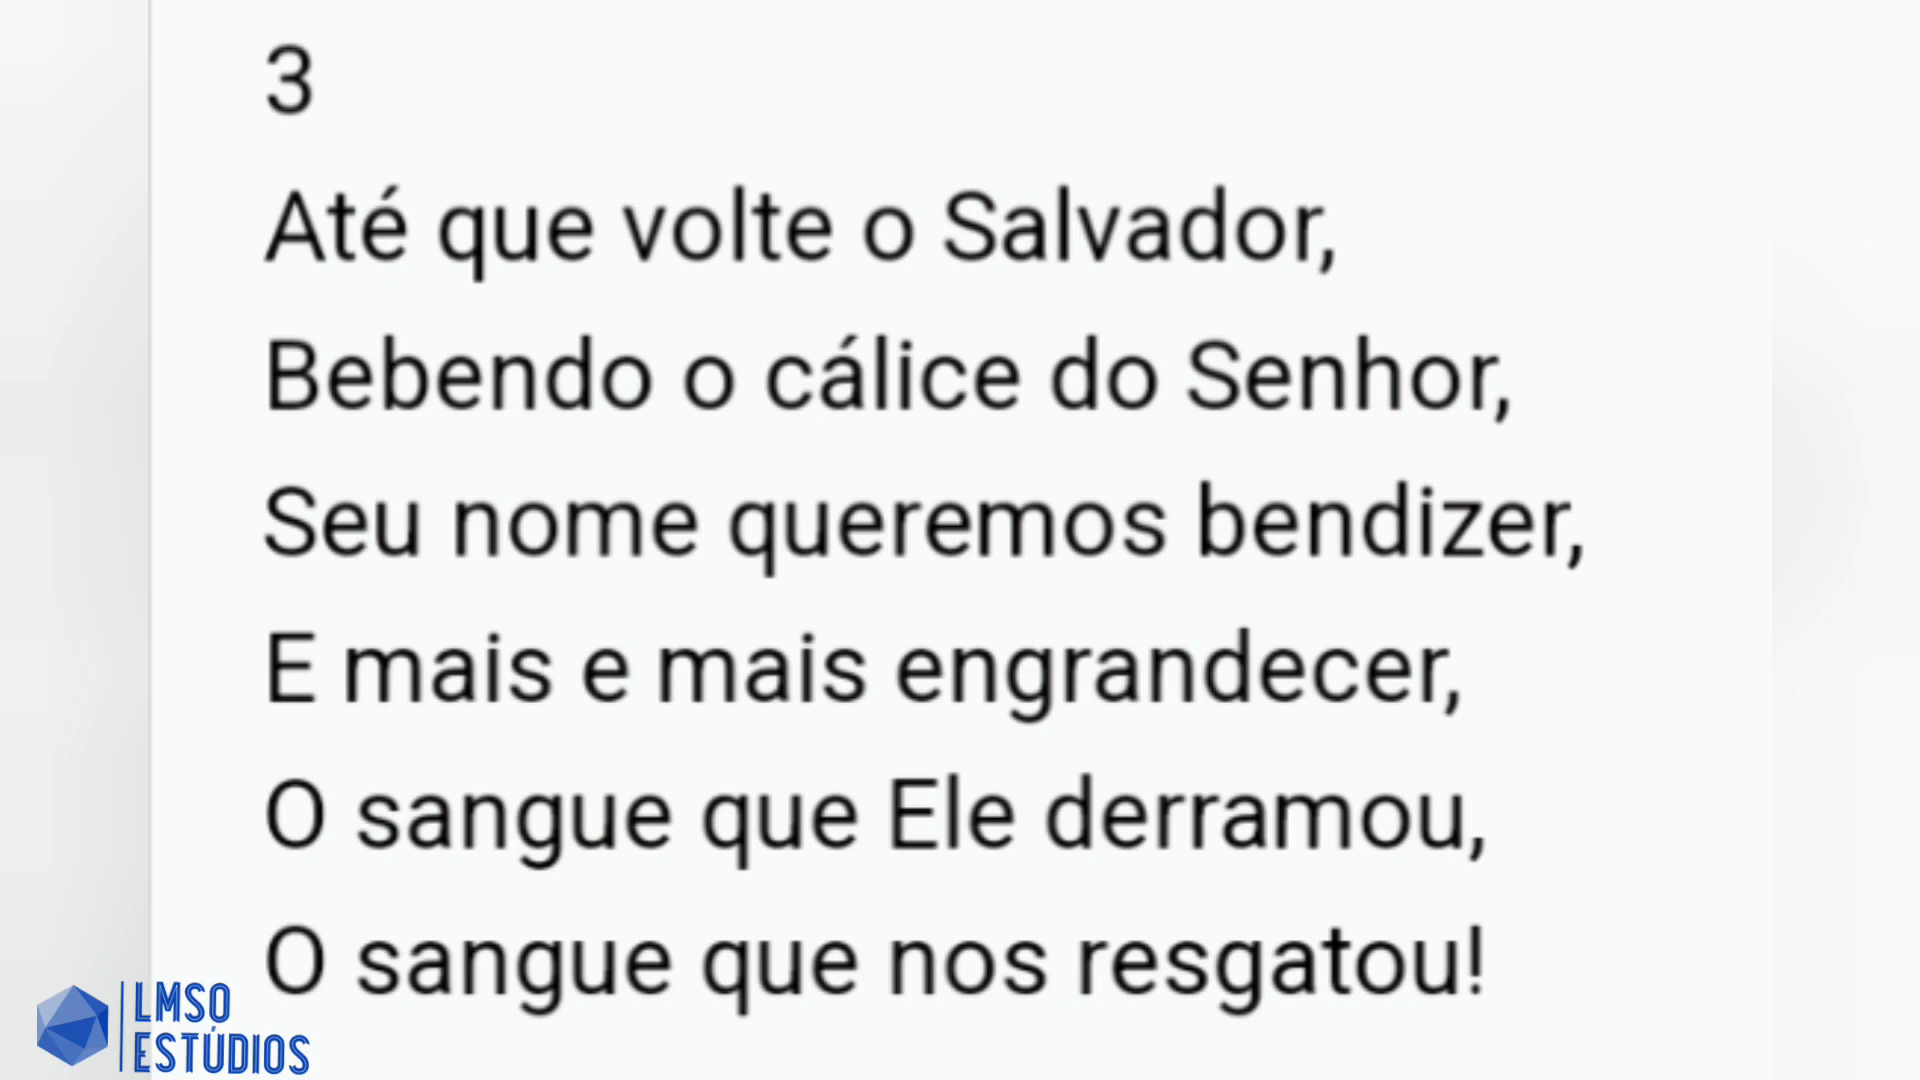 3
Até que volte o Salvador,
Bebendo o cálice do Senhor,
Seu nome queremos bendizer,
E mais e mais engrandecer,
O sangue que Ele derramou,
O sangue que nos resgatou!
LMSO
ESTÚDIOS